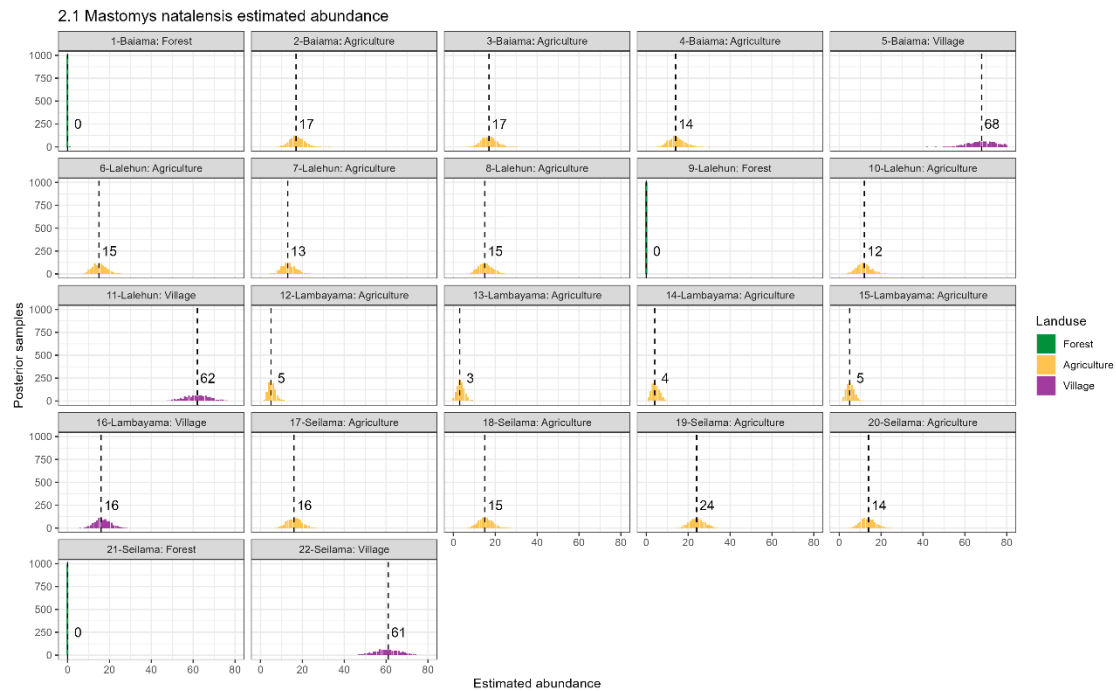 2.1 Mastomys natalensis estimated abundance
1-Baiama: Forest
2-Baiama: Agriculture
3-Baiama: Agriculture
4-Baiama: Agriculture
5-Baiama: Village
1000
750
500
250
0
0
17
17
14
68
6-Lalehun: Agriculture
7-Lalehun: Agriculture
8-Lalehun: Agriculture
9-Lalehun: Forest
10-Lalehun: Agriculture
1000
750
500
250
0
15
13
15
0
12
11-Lalehun: Village
12-Lambayama: Agriculture
13-Lambayama: Agriculture
14-Lambayama: Agriculture
15-Lambayama: Agriculture
1000
750
500
250
0
62
5
3
4
5
16-Lambayama: Village
17-Seilama: Agriculture
18-Seilama: Agriculture
19-Seilama: Agriculture
20-Seilama: Agriculture
1000
750
500
250
0
16
16
15
24
14
0 20 40 60 80
0 20 40 60 80
0 20 40 60 80
21-Seilama: Forest
22-Seilama: Village
1000
750
500
250
0
0
61
0 20 40 60 80
0 20 40 60 80
Posterior samples
Estimated abundance
Landuse
Forest
Agriculture
Village